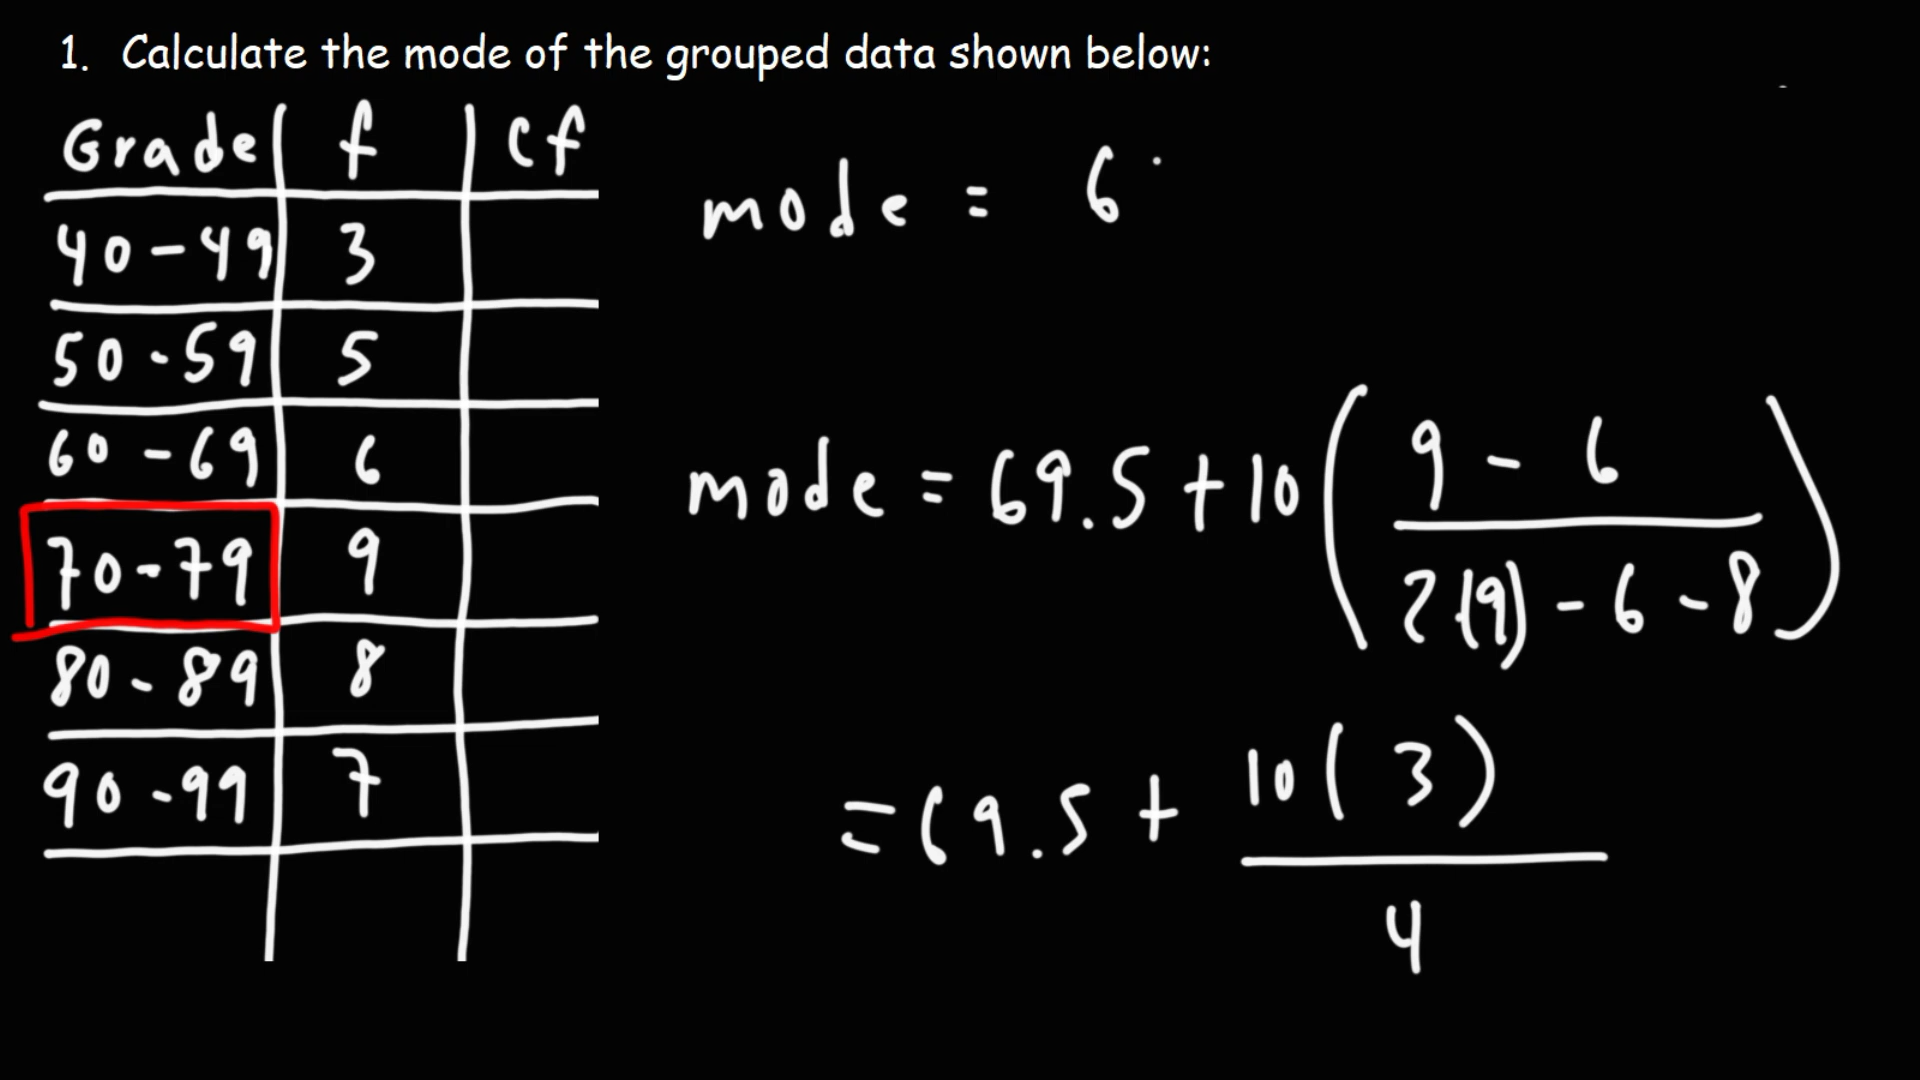 1. Calculate the mode of the grouped data shown below:
Grade f cf
40-49 3
50-59 5
60-69 6
70-79 9
80-89 8
90-99 7
mode = 6
mode = 69.5 + 10 ( 9 - 6 / 2(9) - 6 - 8 )
= 69.5 + 10(3) / 4